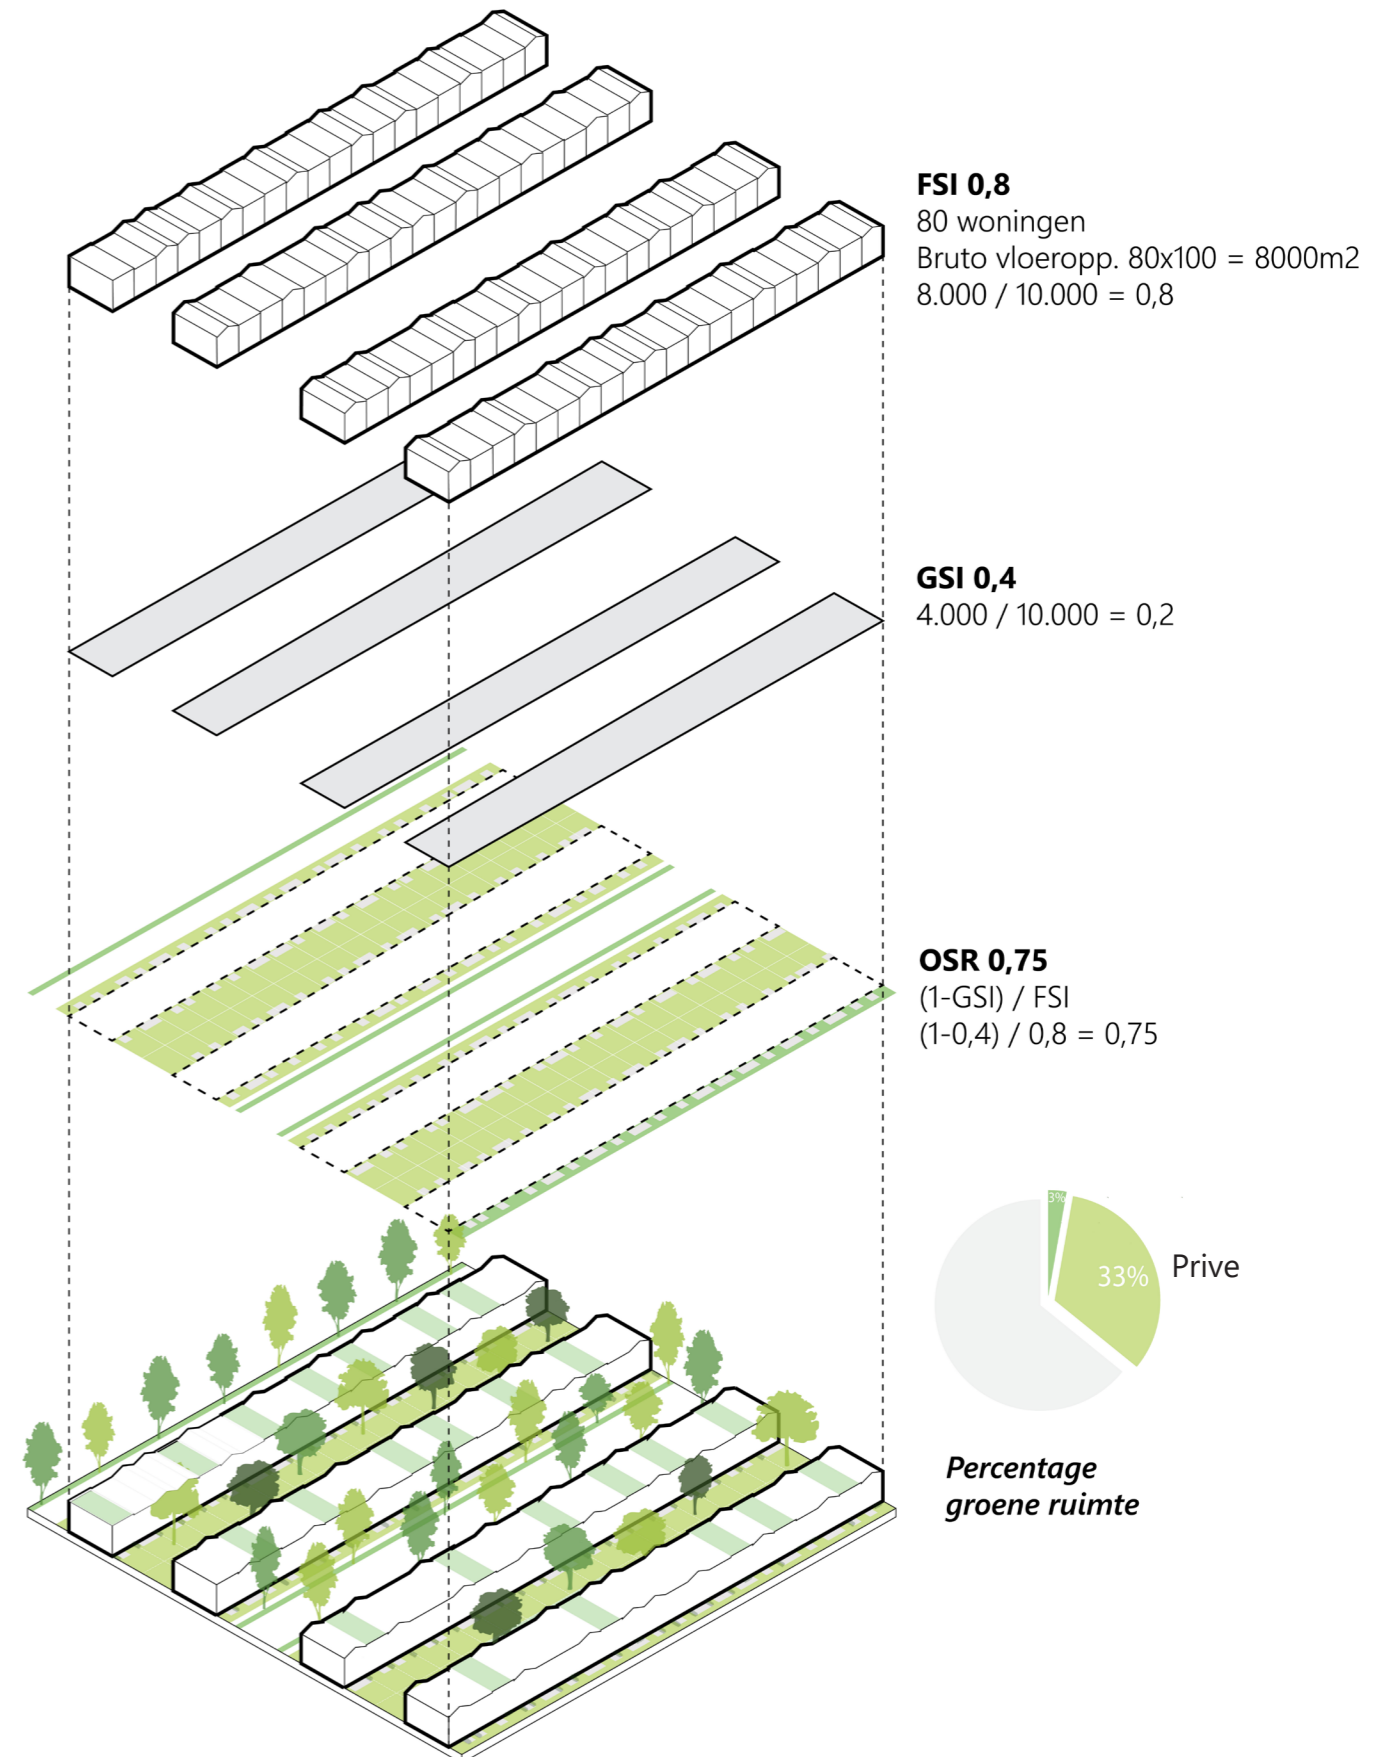 FSI 0,8
80 woningen
Bruto vloeropp. 80x100 = 8000m2
8.000 / 10.000 = 0,8
GSI 0,4
4.000 / 10.000 = 0,2
OSR 0,75
(1-GSI) / FSI
(1-0,4) / 0,8 = 0,75
3%
33%
Prive
Percentage
groene ruimte